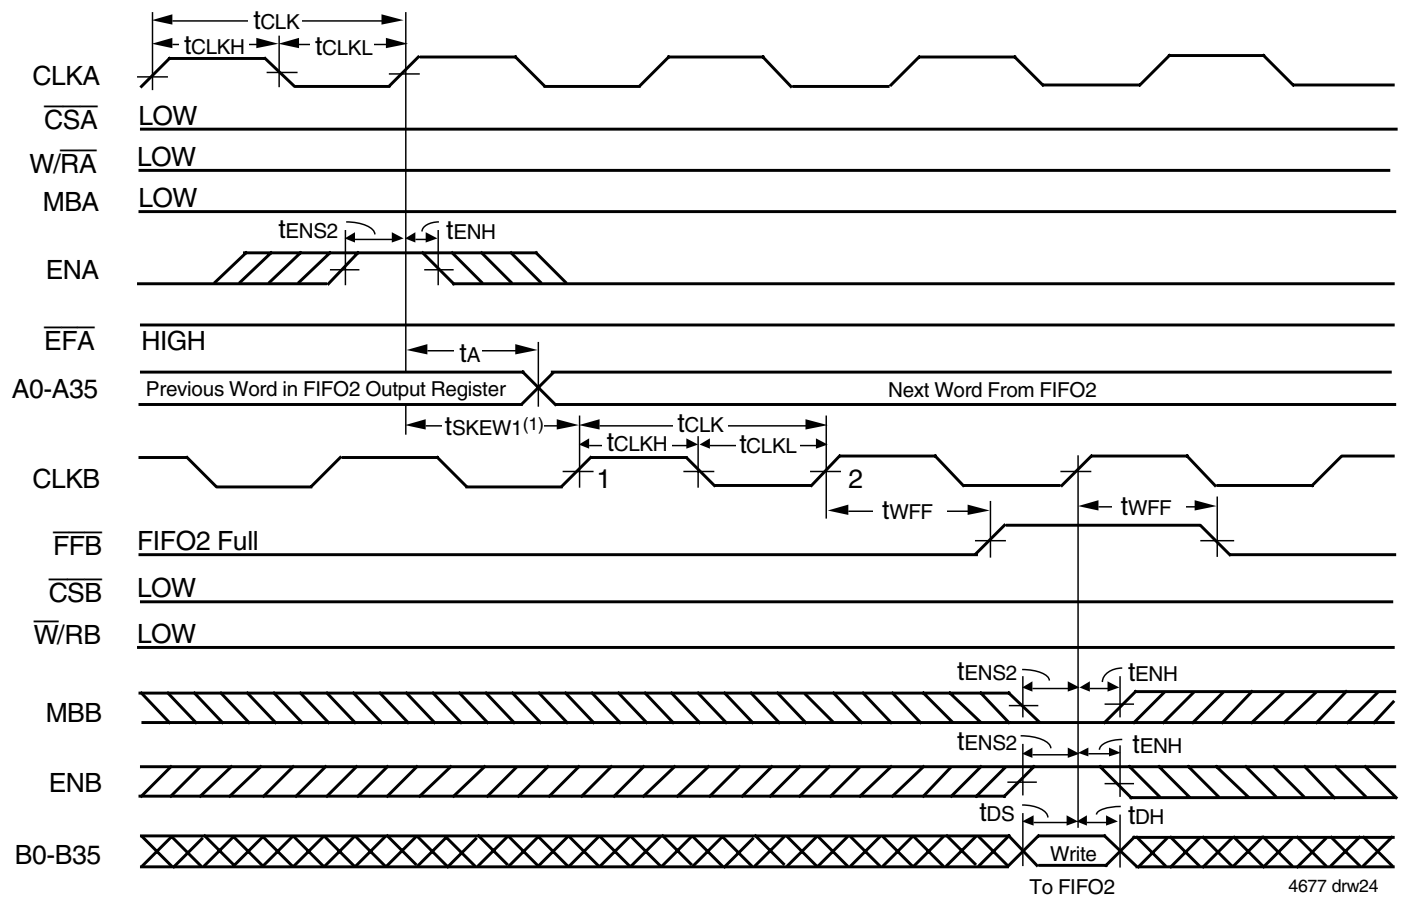 tCLK
tCLKH tCLKL
CLKA
CSA LOW
W/RA LOW
MBA LOW
tENS2 tENH
ENA
EFA HIGH
tA
A0-A35 Previous Word in FIFO2 Output Register Next Word From FIFO2
tSKEW1(1) tCLK
tCLKH tCLKL
CLKB 1 2
tWFF tWFF
FFB FIFO2 Full
CSB LOW
W/RB LOW
tENS2 tENH
MBB
tENS2 tENH
ENB
tDS tDH
B0-B35 Write
To FIFO2 4677 drw24